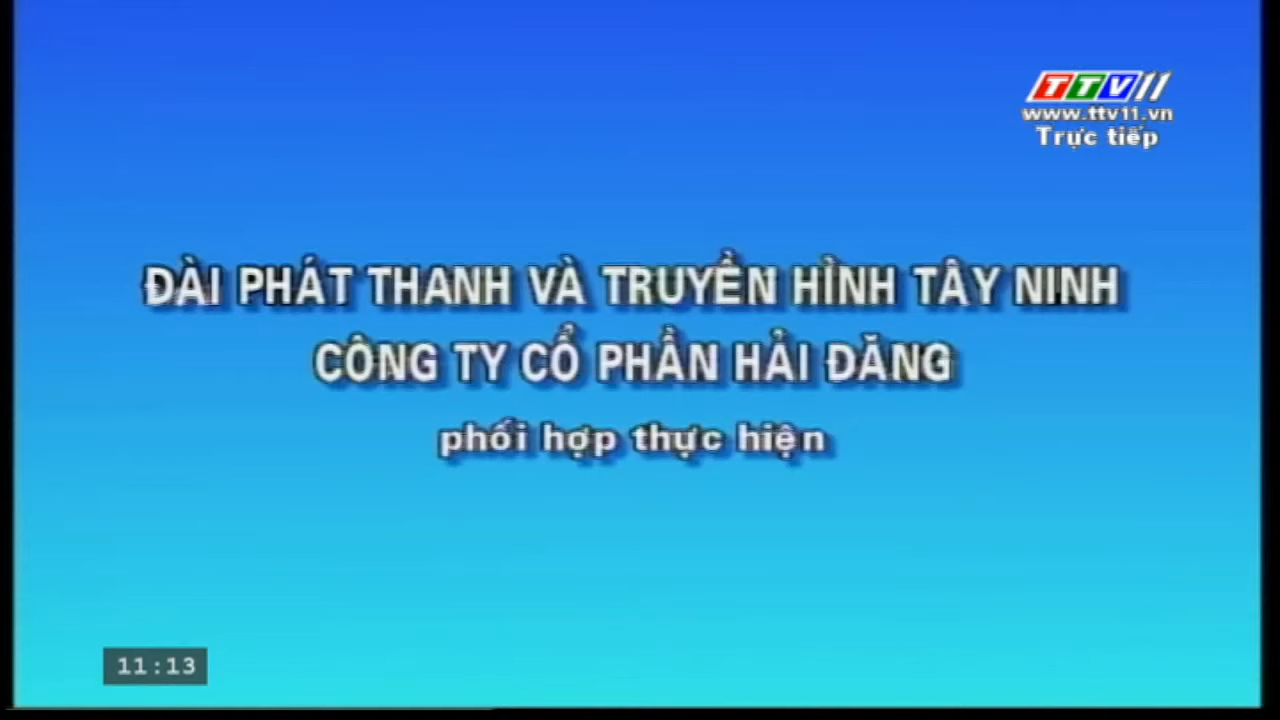 TTV11
www.ttv11.vn
Trực tiếp
ĐÀI PHÁT THANH VÀ TRUYỀN HÌNH TÂY NINH
CÔNG TY CỔ PHẦN HẢI ĐĂNG
phối hợp thực hiện
11:13